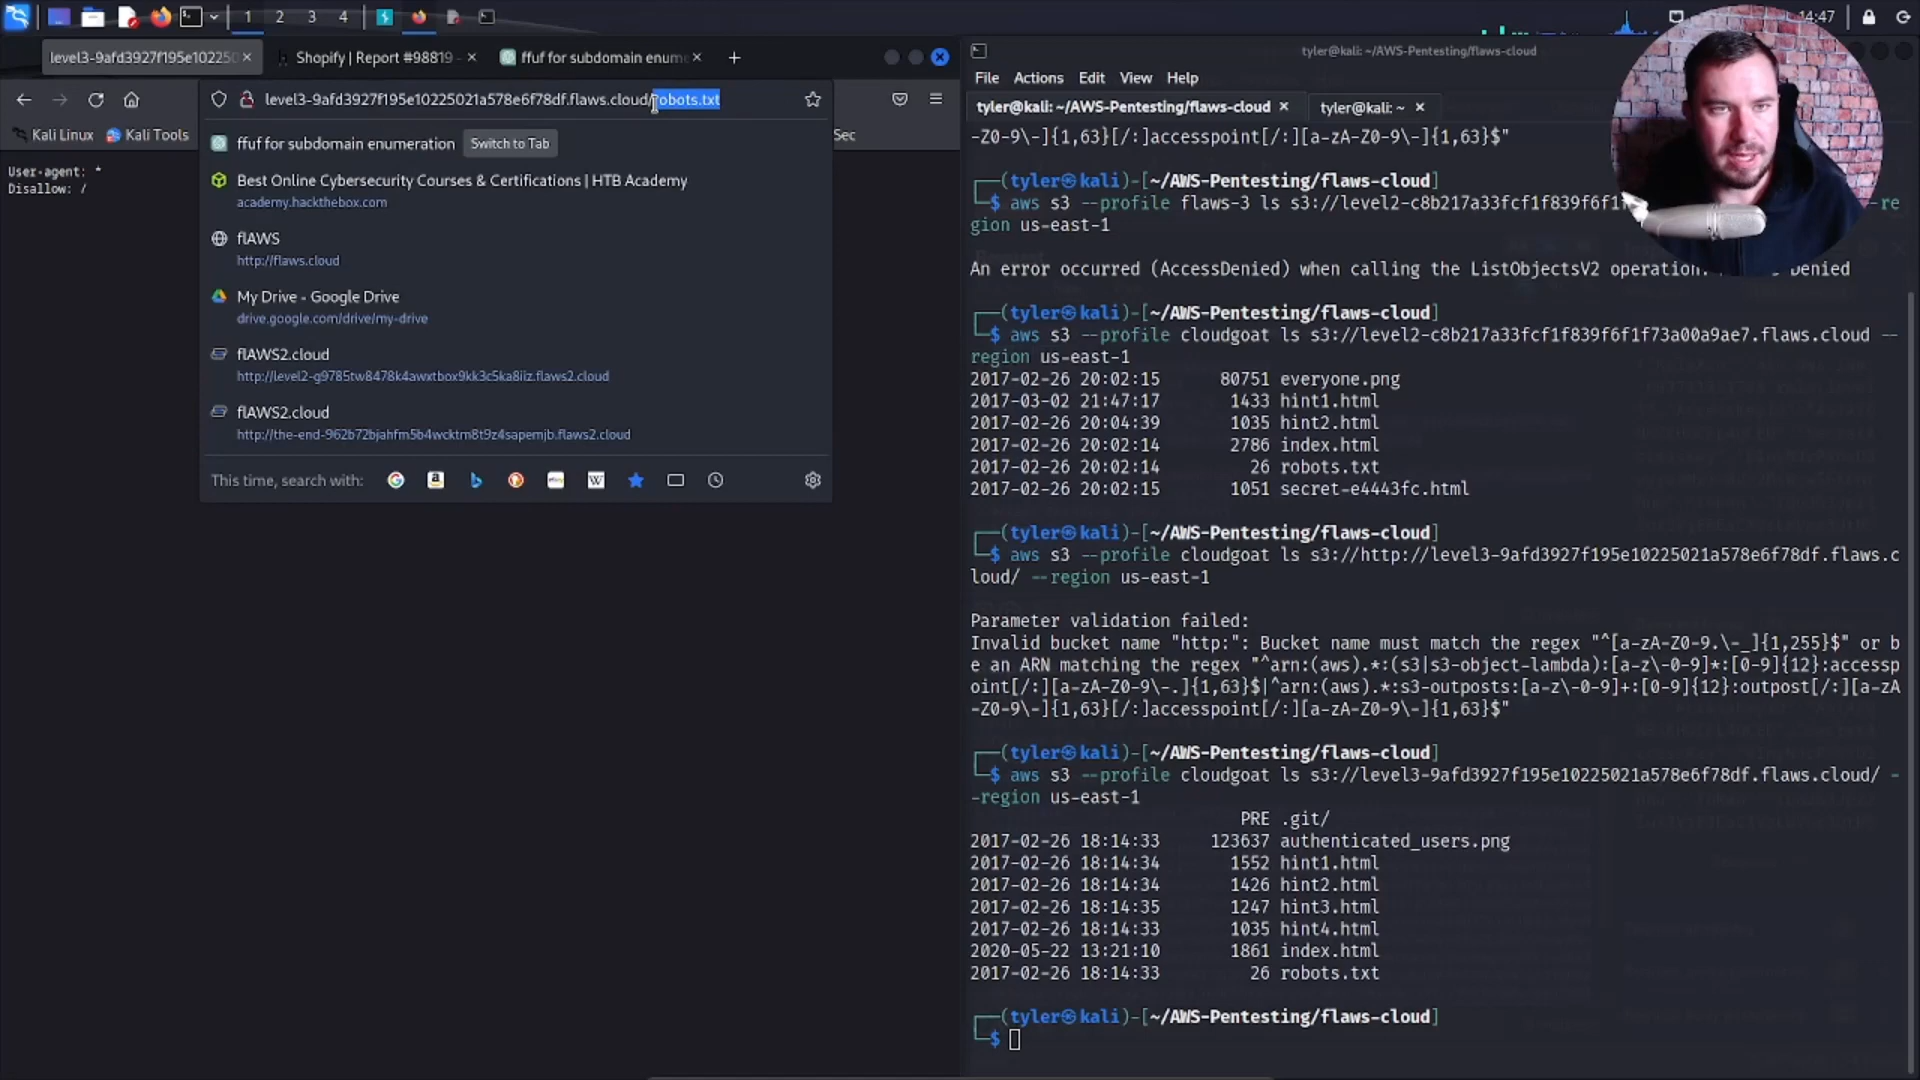 1 2 3 4
14:47
level3-9afd3927f195e10225
Shopify | Report #98819 -
ffuf for subdomain enume
level3-9afd3927f195e10225021a578e6f78df.flaws.cloud/robots.txt
Kali Linux
Kali Tools
Sec
User-agent: *
Disallow: /
ffuf for subdomain enumeration
Switch to Tab
Best Online Cybersecurity Courses & Certifications | HTB Academy
academy.hackthebox.com
flAWS
http://flaws.cloud
My Drive - Google Drive
drive.google.com/drive/my-drive
flAWS2.cloud
http://level2-g9785tw8478k4awxtbox9kk3c5ka8iiz.flaws2.cloud
flAWS2.cloud
http://the-end-962b72bjahfm5b4wcktm8t9z4sapemjb.flaws2.cloud
This time, search with:
tyler@kali: ~/AWS-Pentesting/flaws-cloud
File Actions Edit View Help
tyler@kali: ~/AWS-Pentesting/flaws-cloud
tyler@kali: ~
-Z0-9\-]{1,63}[/:]accesspoint[/:][a-zA-Z0-9\-]{1,63}$"
┌──(tyler㉿kali)-[~/AWS-Pentesting/flaws-cloud]
└─$ aws s3 --profile flaws-3 ls s3://level2-c8b217a33fcf1f839f6f1f --re
gion us-east-1
An error occurred (AccessDenied) when calling the ListObjectsV2 operation: Denied
┌──(tyler㉿kali)-[~/AWS-Pentesting/flaws-cloud]
└─$ aws s3 --profile cloudgoat ls s3://level2-c8b217a33fcf1f839f6f1f73a00a9ae7.flaws.cloud --
region us-east-1
2017-02-26 20:02:15 80751 everyone.png
2017-03-02 21:47:17 1433 hint1.html
2017-02-26 20:04:39 1035 hint2.html
2017-02-26 20:02:14 2786 index.html
2017-02-26 20:02:14 26 robots.txt
2017-02-26 20:02:15 1051 secret-e4443fc.html
┌──(tyler㉿kali)-[~/AWS-Pentesting/flaws-cloud]
└─$ aws s3 --profile cloudgoat ls s3://http://level3-9afd3927f195e10225021a578e6f78df.flaws.c
loud/ --region us-east-1
Parameter validation failed:
Invalid bucket name "http:": Bucket name must match the regex "^[a-zA-Z0-9.\-_]{1,255}$" or b
e an ARN matching the regex "^arn:(aws).*:(s3|s3-object-lambda):[a-z\-0-9]*:[0-9]{12}:accessp
oint[/:][a-zA-Z0-9\-.]{1,63}$|^arn:(aws).*:s3-outposts:[a-z\-0-9]+:[0-9]{12}:outpost[/:][a-zA
-Z0-9\-]{1,63}[/:]accesspoint[/:][a-zA-Z0-9\-]{1,63}$"
┌──(tyler㉿kali)-[~/AWS-Pentesting/flaws-cloud]
└─$ aws s3 --profile cloudgoat ls s3://level3-9afd3927f195e10225021a578e6f78df.flaws.cloud/ -
-region us-east-1
PRE .git/
2017-02-26 18:14:33 123637 authenticated_users.png
2017-02-26 18:14:34 1552 hint1.html
2017-02-26 18:14:34 1426 hint2.html
2017-02-26 18:14:35 1247 hint3.html
2017-02-26 18:14:33 1035 hint4.html
2020-05-22 13:21:10 1861 index.html
2017-02-26 18:14:33 26 robots.txt
┌──(tyler㉿kali)-[~/AWS-Pentesting/flaws-cloud]
└─$